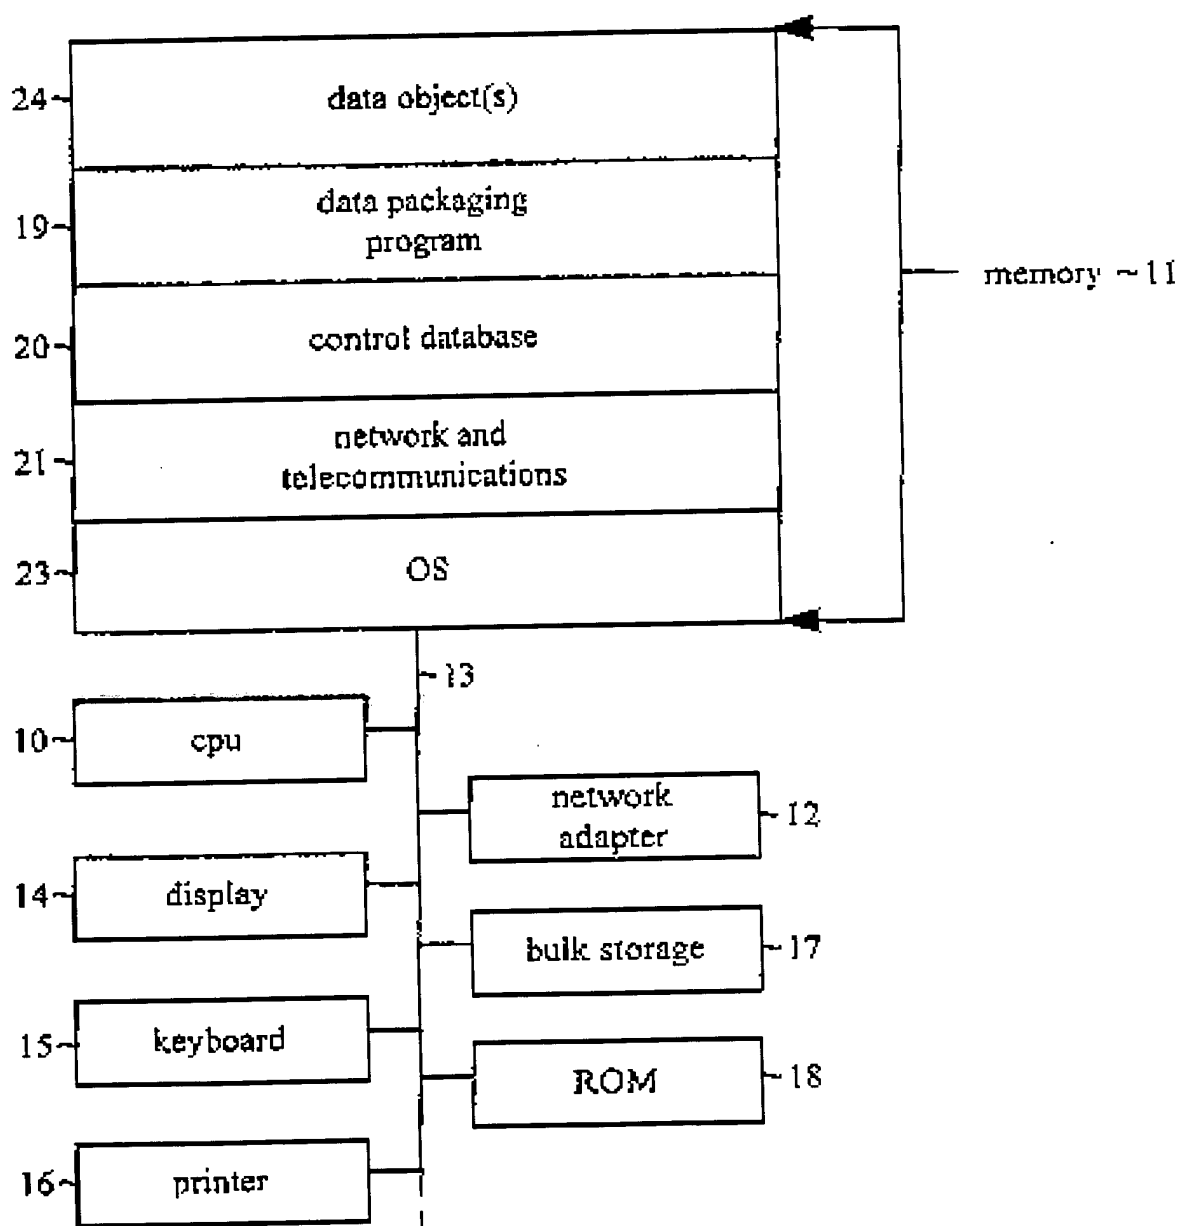 24~ data object(s)
19~ data packaging
program
memory ~11
20~ control database
21~ network and
telecommunications
23~ OS
~13
10~ cpu
network
adapter ~12
14~ display
bulk storage ~17
15~ keyboard
ROM ~18
16~ printer